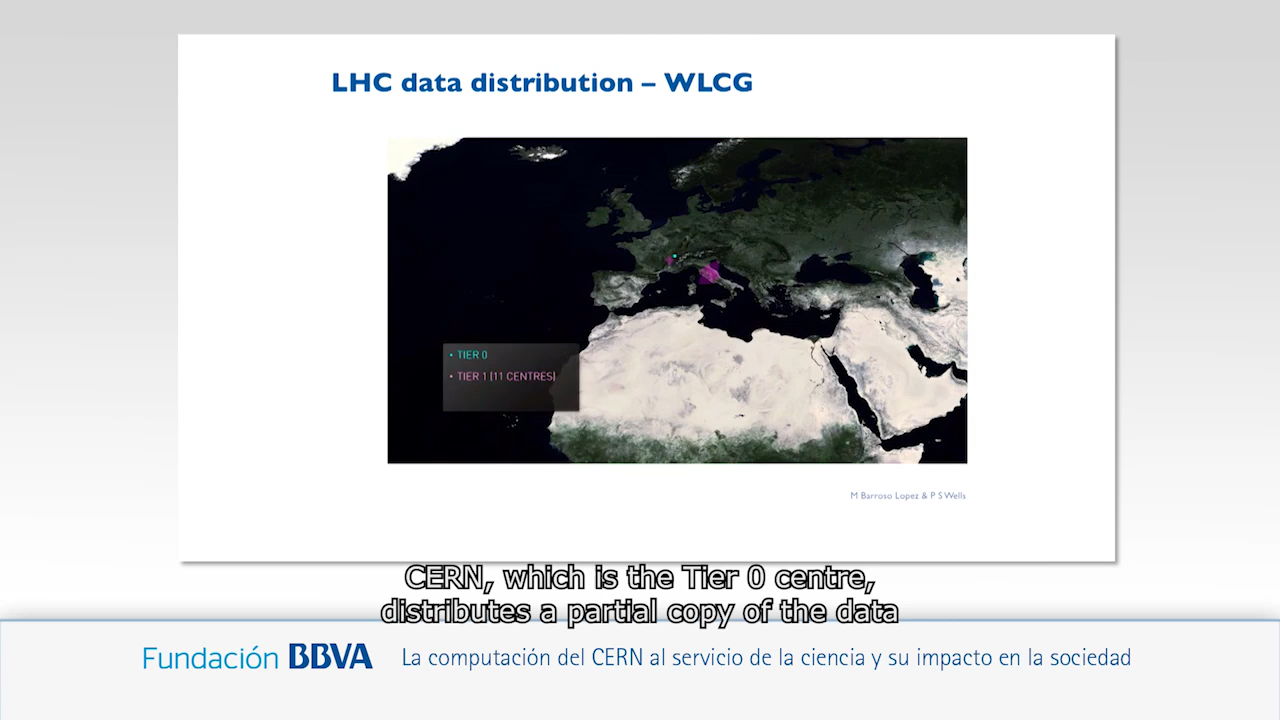 LHC data distribution – WLCG
• TIER 0
• TIER 1 (11 CENTRES)
M Barroso Lopez & P S Wells
CERN, which is the Tier 0 centre,
distributes a partial copy of the data
Fundación BBVA La computación del CERN al servicio de la ciencia y su impacto en la sociedad